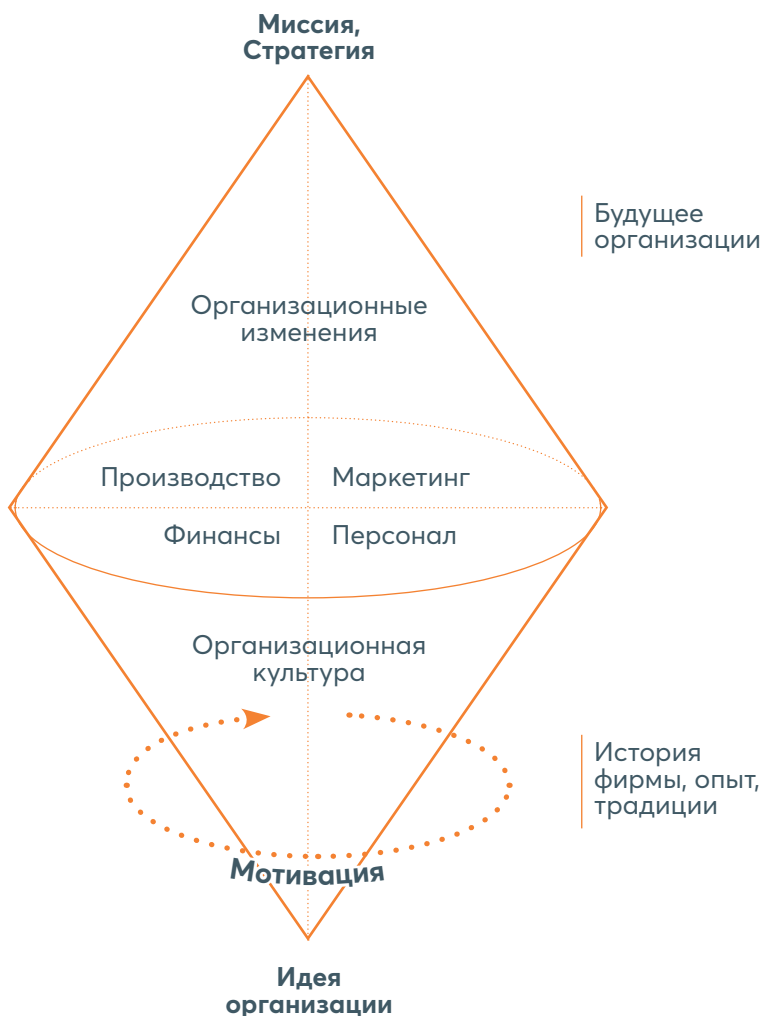 Миссия,
Стратегия
Будущее
организации
Организационные
изменения
Производство
Маркетинг
Финансы
Персонал
Организационная
культура
История
фирмы, опыт,
традиции
Мотивация
Идея
организации